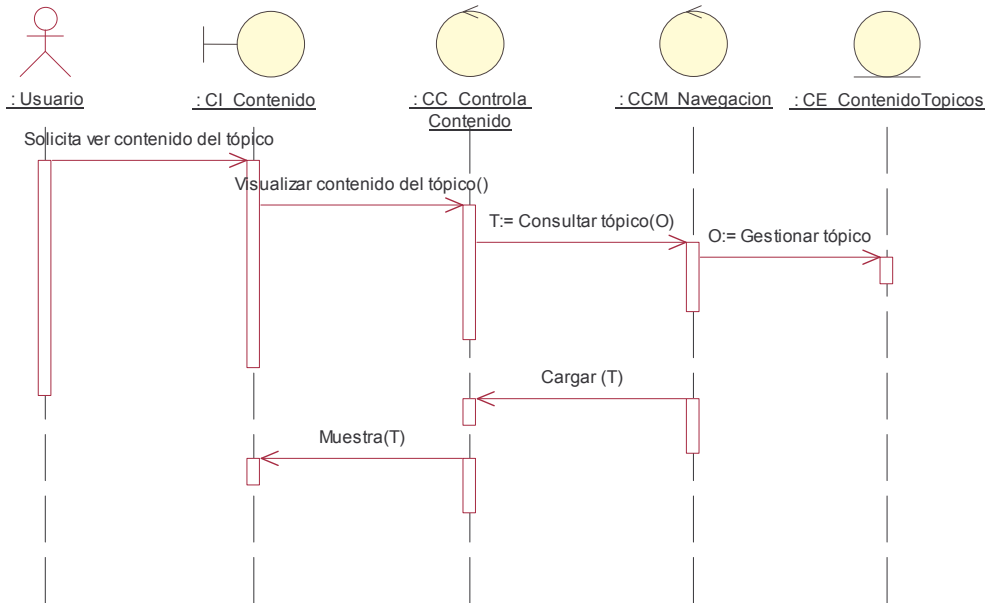 : Usuario
: CI_Contenido
: CC_Controla
Contenido
: CCM_Navegacion
: CE_ContenidoTopicos
Solicita ver contenido del tópico
Visualizar contenido del tópico()
T:= Consultar tópico(O)
O:= Gestionar tópico
Cargar (T)
Muestra(T)